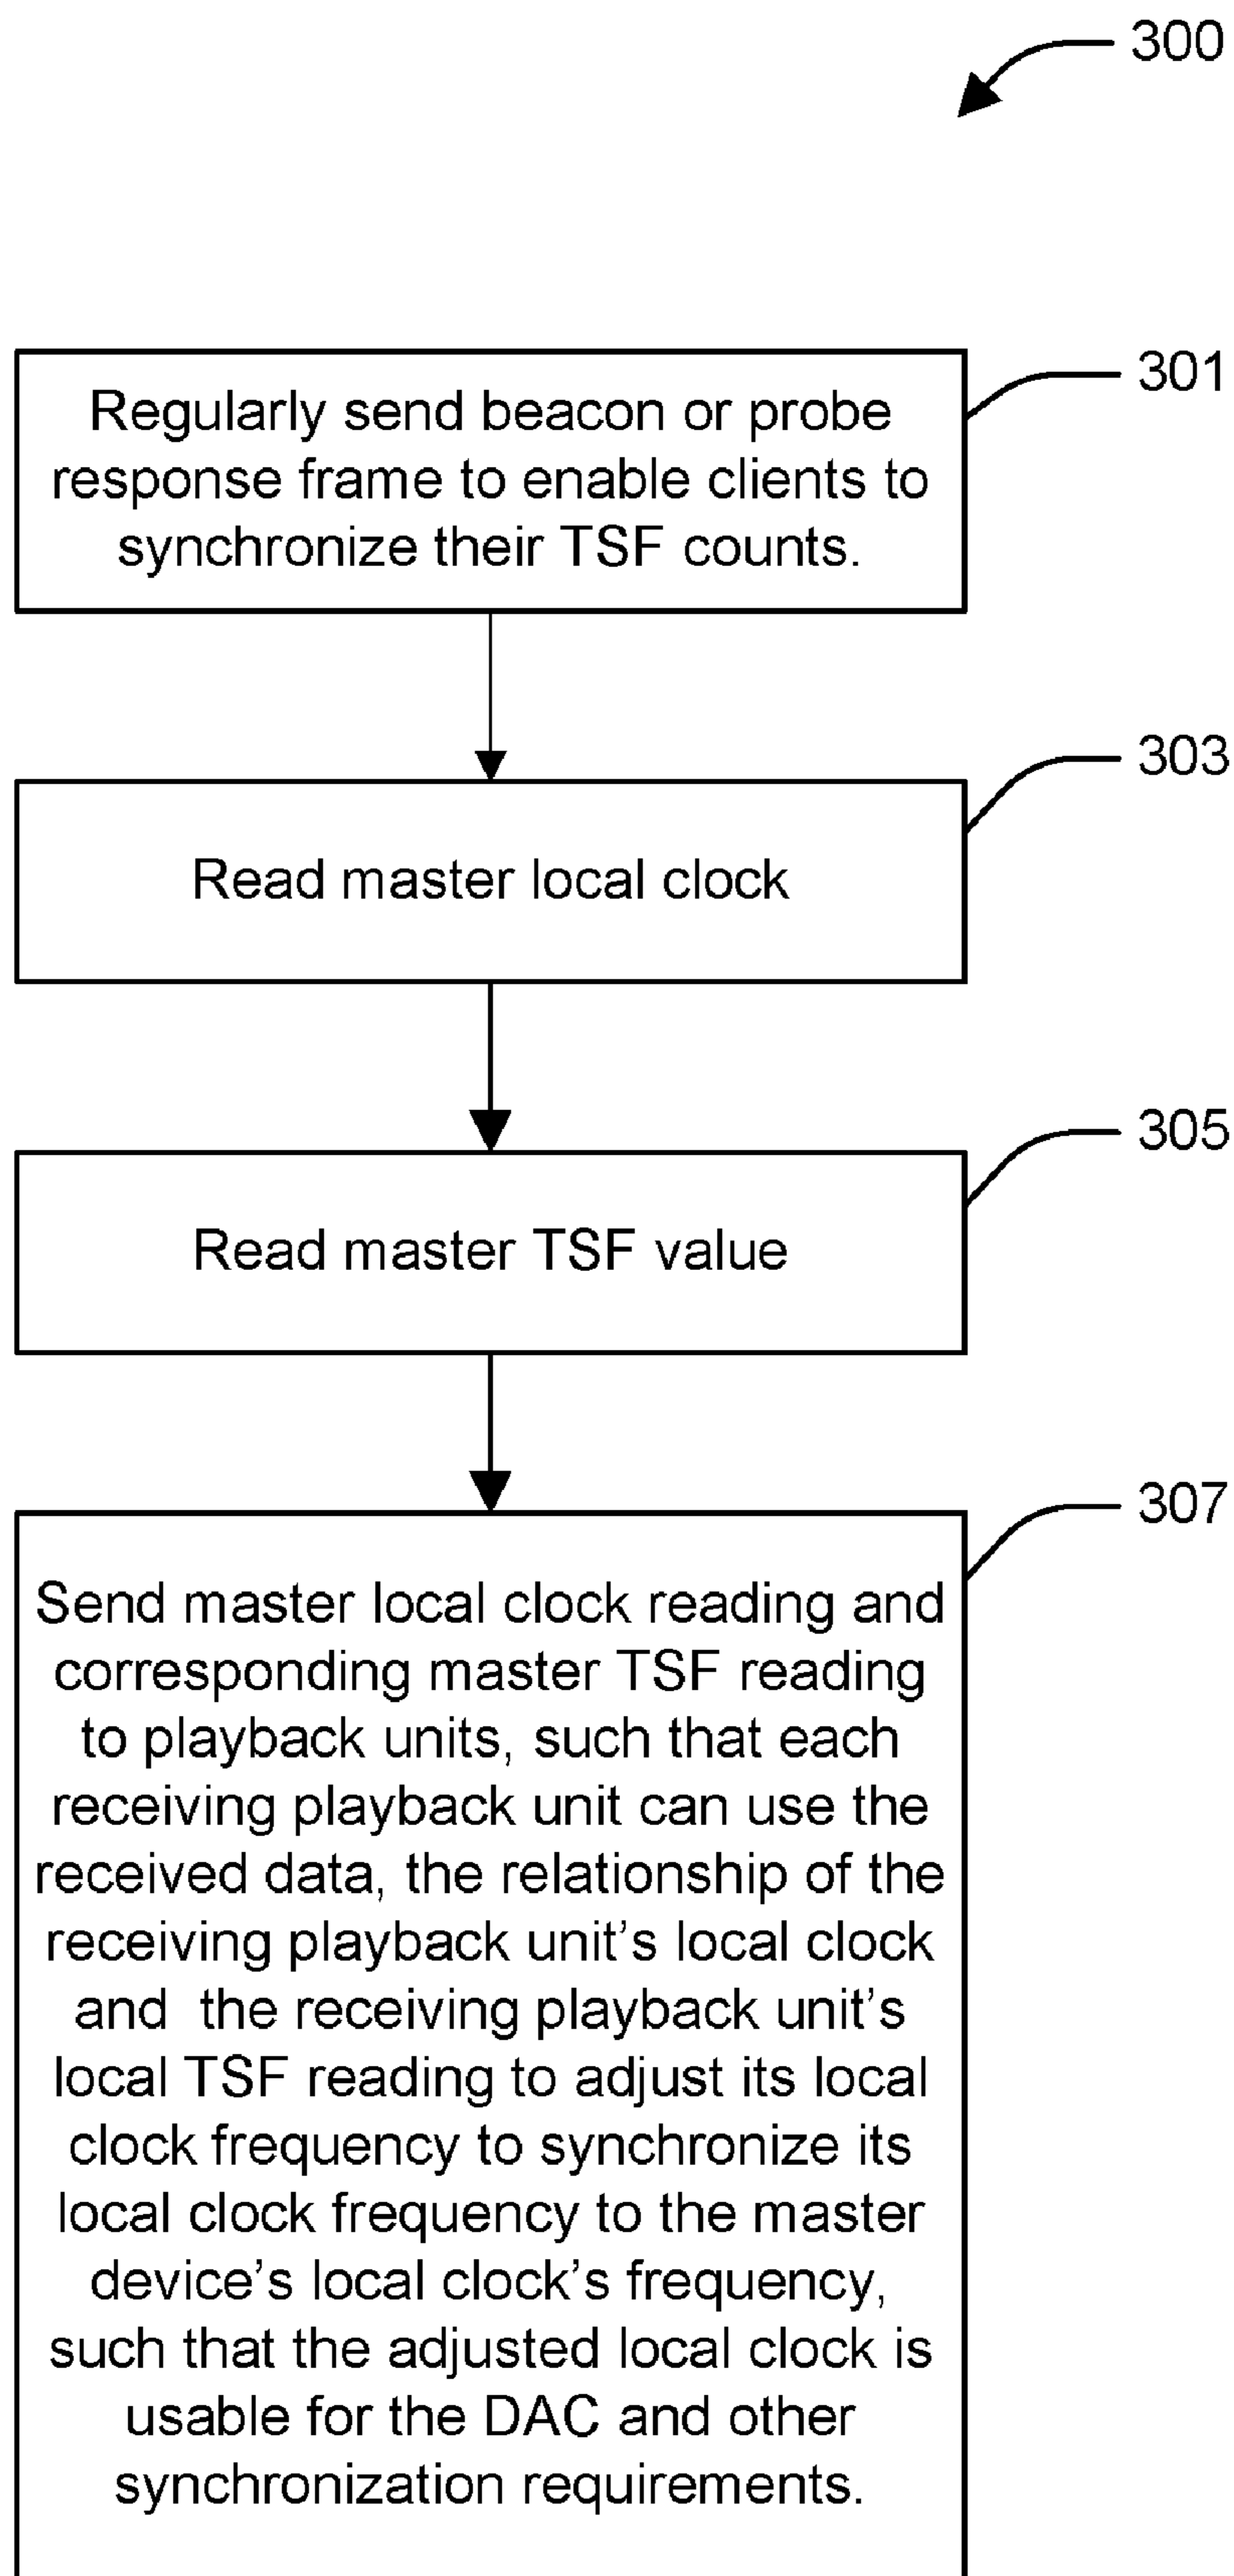 300
301
Regularly send beacon or probe
response frame to enable clients to
synchronize their TSF counts.
303
Read master local clock
305
Read master TSF value
307
Send master local clock reading and
corresponding master TSF reading
to playback units, such that each
receiving playback unit can use the
received data, the relationship of the
receiving playback unit’s local clock
and the receiving playback unit’s
local TSF reading to adjust its local
clock frequency to synchronize its
local clock frequency to the master
device’s local clock’s frequency,
such that the adjusted local clock is
usable for the DAC and other
synchronization requirements.